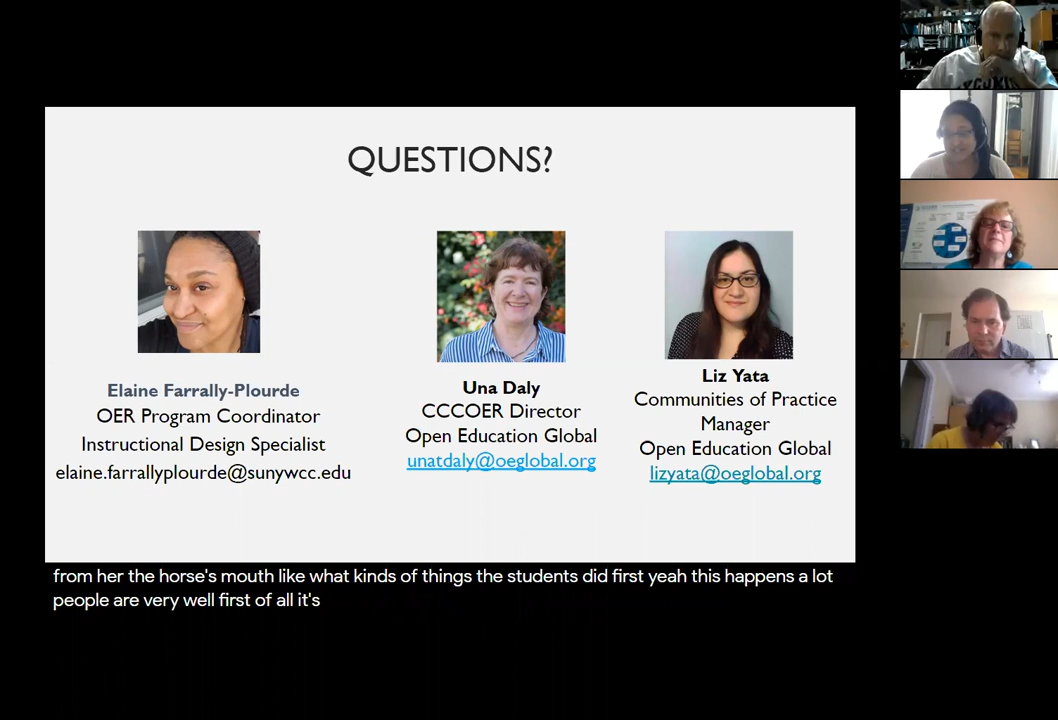 QUESTIONS?
Elaine Farrally-Plourde
OER Program Coordinator
Instructional Design Specialist
elaine.farrallyplourde@sunywcc.edu
Una Daly
CCCOER Director
Open Education Global
unatdaly@oeglobal.org
Liz Yata
Communities of Practice
Manager
Open Education Global
lizyata@oeglobal.org
from her the horse's mouth like what kinds of things the students did first yeah this happens a lot
people are very well first of all it's